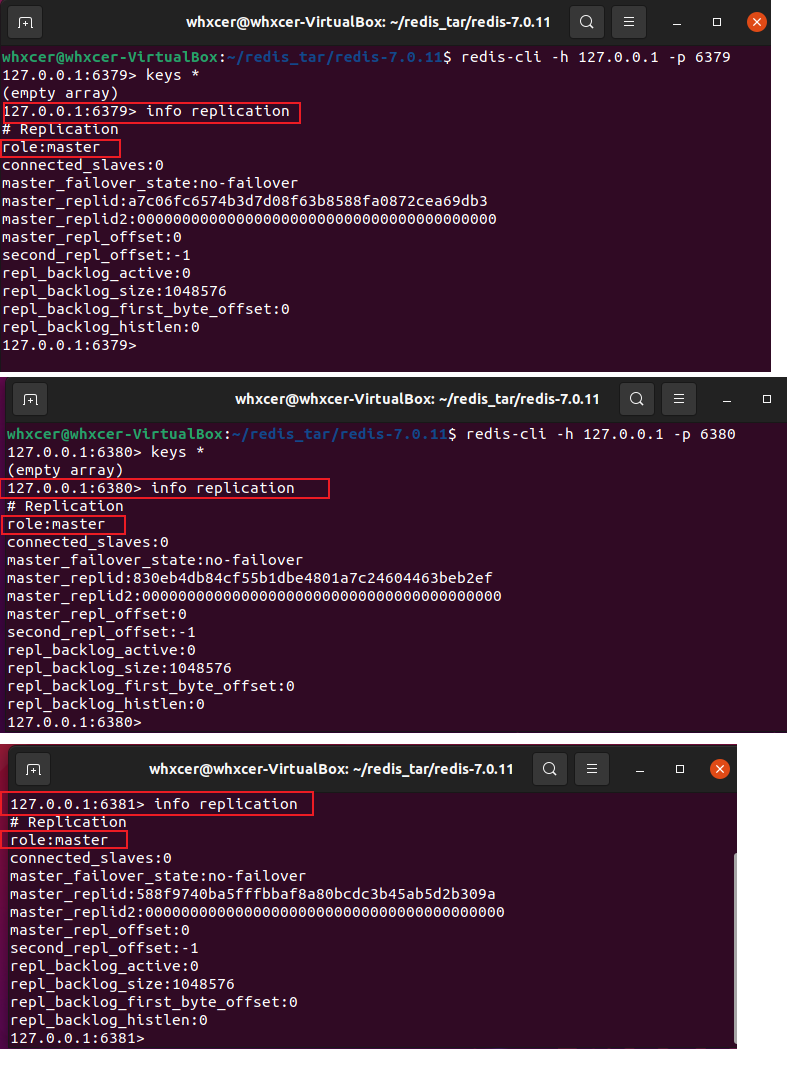 whxcer@whxcer-VirtualBox: ~/redis_tar/redis-7.0.11
whxcer@whxcer-VirtualBox:~/redis_tar/redis-7.0.11$ redis-cli -h 127.0.0.1 -p 6379
127.0.0.1:6379> keys *
(empty array)
127.0.0.1:6379> info replication
# Replication
role:master
connected_slaves:0
master_failover_state:no-failover
master_replid:a7c06fc6574b3d7d08f63b8588fa0872cea69db3
master_replid2:0000000000000000000000000000000000000000
master_repl_offset:0
second_repl_offset:-1
repl_backlog_active:0
repl_backlog_size:1048576
repl_backlog_first_byte_offset:0
repl_backlog_histlen:0
127.0.0.1:6379>
whxcer@whxcer-VirtualBox: ~/redis_tar/redis-7.0.11
whxcer@whxcer-VirtualBox:~/redis_tar/redis-7.0.11$ redis-cli -h 127.0.0.1 -p 6380
127.0.0.1:6380> keys *
(empty array)
127.0.0.1:6380> info replication
# Replication
role:master
connected_slaves:0
master_failover_state:no-failover
master_replid:830eb4db84cf55b1dbe4801a7c24604463beb2ef
master_replid2:0000000000000000000000000000000000000000
master_repl_offset:0
second_repl_offset:-1
repl_backlog_active:0
repl_backlog_size:1048576
repl_backlog_first_byte_offset:0
repl_backlog_histlen:0
127.0.0.1:6380>
whxcer@whxcer-VirtualBox: ~/redis_tar/redis-7.0.11
127.0.0.1:6381> info replication
# Replication
role:master
connected_slaves:0
master_failover_state:no-failover
master_replid:588f9740ba5fffbbaf8a80bcdc3b45ab5d2b309a
master_replid2:0000000000000000000000000000000000000000
master_repl_offset:0
second_repl_offset:-1
repl_backlog_active:0
repl_backlog_size:1048576
repl_backlog_first_byte_offset:0
repl_backlog_histlen:0
127.0.0.1:6381>